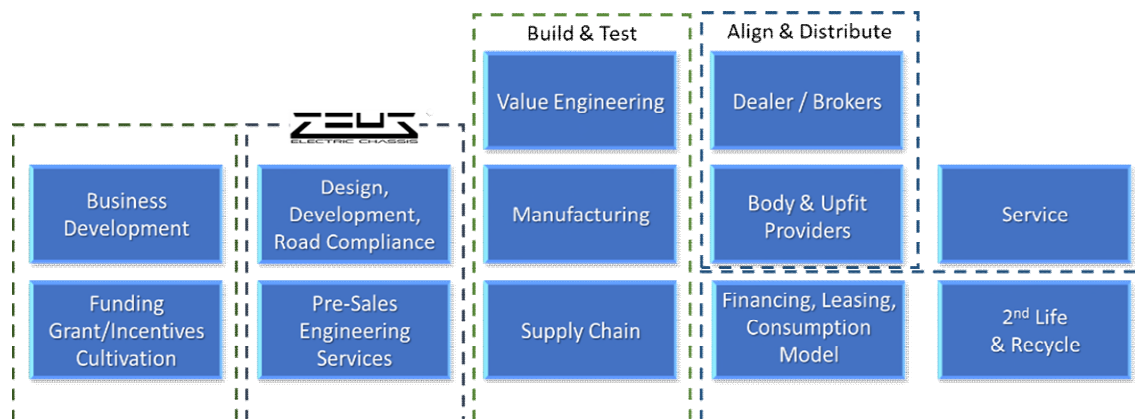 Build & Test
Align & Distribute
Value Engineering
Dealer / Brokers
ZEUS
ELECTRIC CHASSIS
Business
Development
Design,
Development,
Road Compliance
Manufacturing
Body & Upfit
Providers
Service
Funding
Grant/Incentives
Cultivation
Pre-Sales
Engineering
Services
Supply Chain
Financing, Leasing,
Consumption
Model
2nd Life
& Recycle